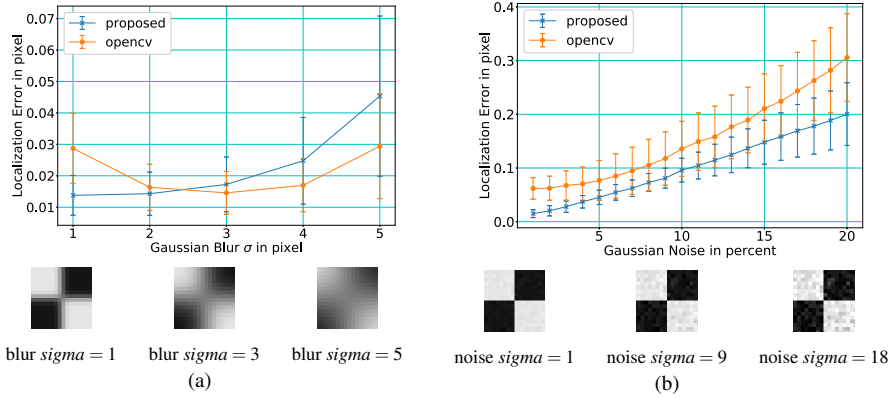 Localization Error in pixel
0.07
0.06
0.05
0.04
0.03
0.02
0.01
proposed
opencv
1 2 3 4 5
Gaussian Blur σ in pixel
blur sigma = 1 blur sigma = 3 blur sigma = 5
(a)
Localization Error in pixel
0.4
0.3
0.2
0.1
0.0
proposed
opencv
5 10 15 20
Gaussian Noise in percent
noise sigma = 1 noise sigma = 9 noise sigma = 18
(b)